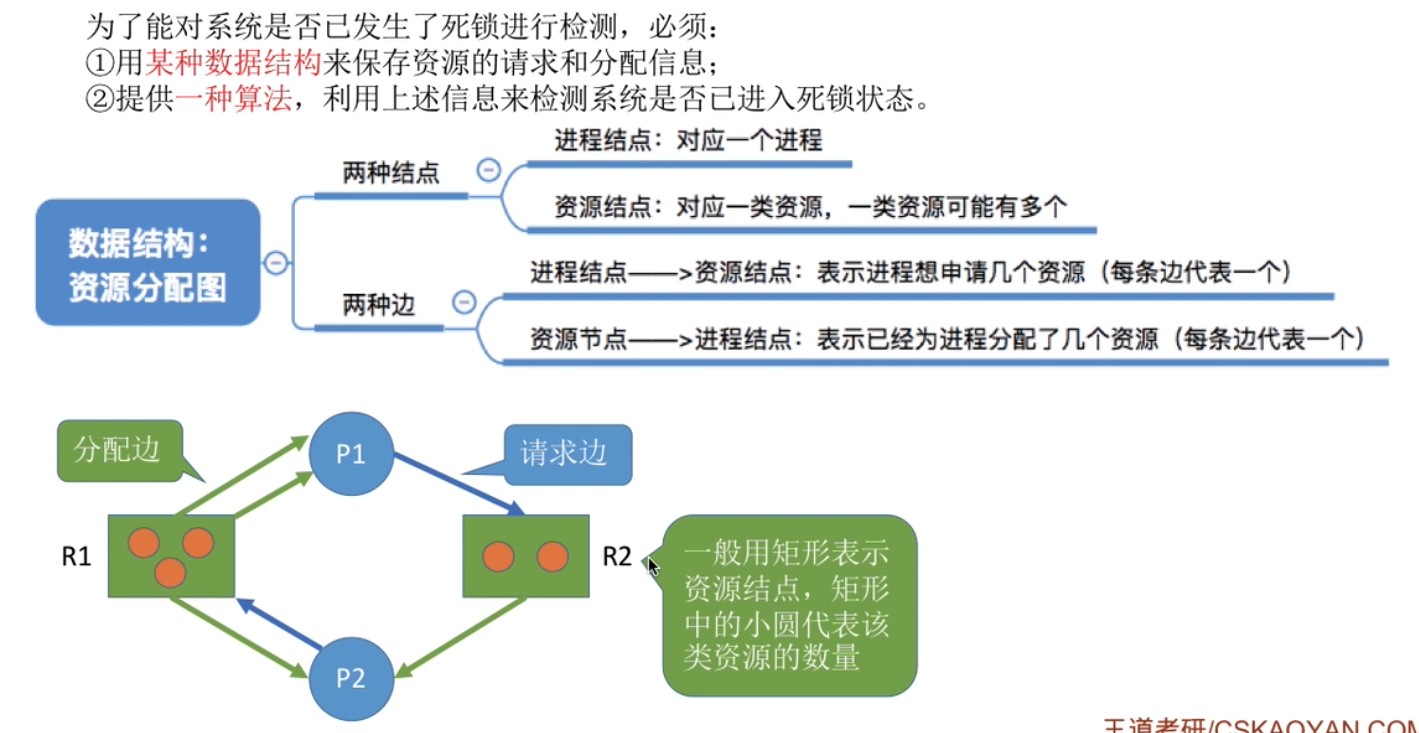 为了能对系统是否已发生了死锁进行检测，必须：
①用某种数据结构来保存资源的请求和分配信息；
②提供一种算法，利用上述信息来检测系统是否已进入死锁状态。
进程结点：对应一个进程
两种结点
资源结点：对应一类资源，一类资源可能有多个
数据结构：
资源分配图
进程结点——>资源结点：表示进程想申请几个资源（每条边代表一个）
两种边
资源节点——>进程结点：表示已经为进程分配了几个资源（每条边代表一个）
分配边
P1
请求边
R1
R2
一般用矩形表示
资源结点，矩形
中的小圆代表该
类资源的数量
P2
王道考研/CSKAOYAN.COM